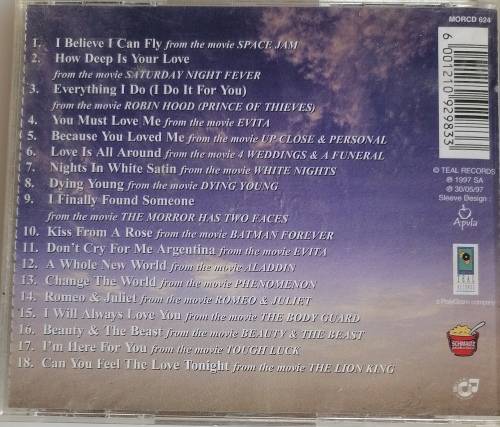 MORCD 624
1. I Believe I Can Fly from the movie SPACE JAM
2. How Deep Is Your Love
from the movie SATURDAY NIGHT FEVER
3. Everything I Do (I Do It For You)
from the movie ROBIN HOOD (PRINCE OF THIEVES)
4. You Must Love Me from the movie EVITA
5. Because You Loved Me from the movie UP CLOSE & PERSONAL
6. Love Is All Around from the movie 4 WEDDINGS & A FUNERAL
7. Nights In White Satin from the movie WHITE NIGHTS
8. Dying Young from the movie DYING YOUNG
9. I Finally Found Someone
from the movie THE MORROR HAS TWO FACES
10. Kiss From A Rose from the movie BATMAN FOREVER
11. Don't Cry For Me Argentina from the movie EVITA
12. A Whole New World from the movie ALADDIN
13. Change The World from the movie PHENOMENON
14. Romeo & Juliet from the movie ROMEO & JULIET
15. I Will Always Love You from the movie THE BODY GUARD
16. Beauty & The Beast from the movie BEAUTY & THE BEAST
17. I'm Here For You from the movie TOUGH LUCK
18. Can You Feel The Love Tonight from the movie THE LION KING
6 001210 929833
© TEAL RECORDS
℗ 1997 SA
℗ 30/05/97
Sleeve Design :
Apula
TEAL
RECORDS
a PolyGram company
SCHMALTZ